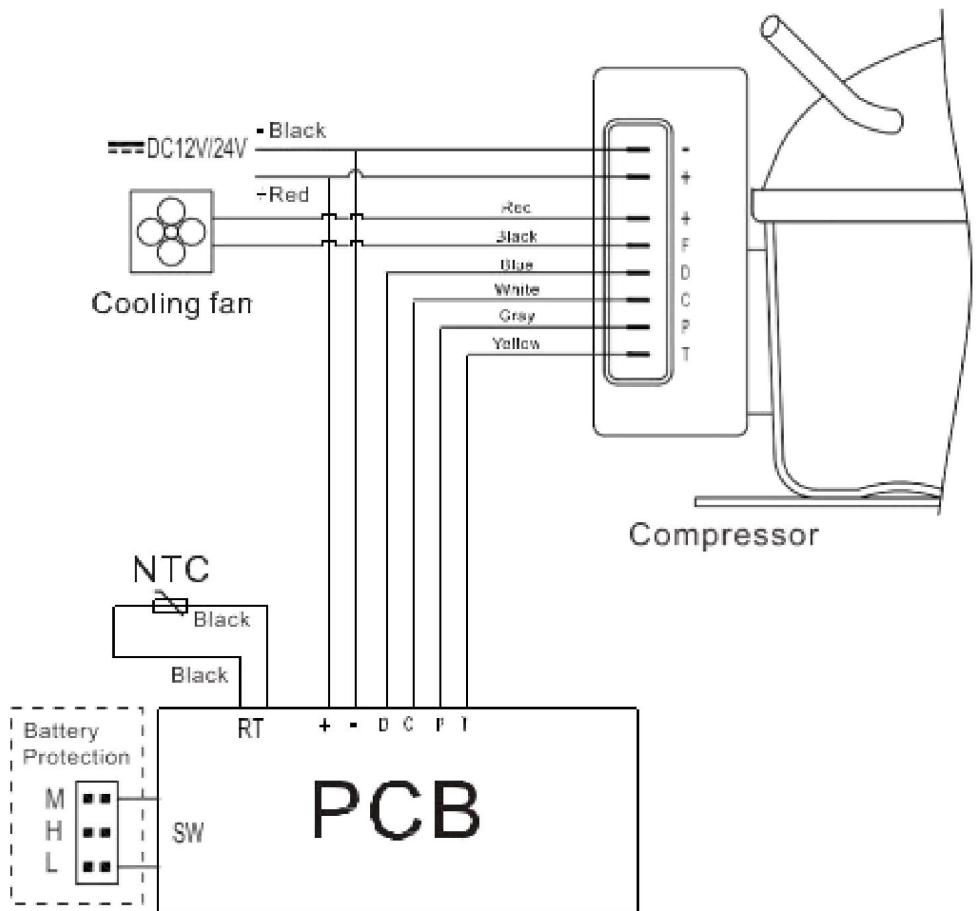 - Black
DC12V/24V
+Red
Red
Black
Blue
White
Gray
Yellow
-
+
+
F
D
C
P
T
Cooling fan
Compressor
NTC
Black
Black
RT
+
-
D
C
P
T
Battery
Protection
M
H
L
SW
PCB